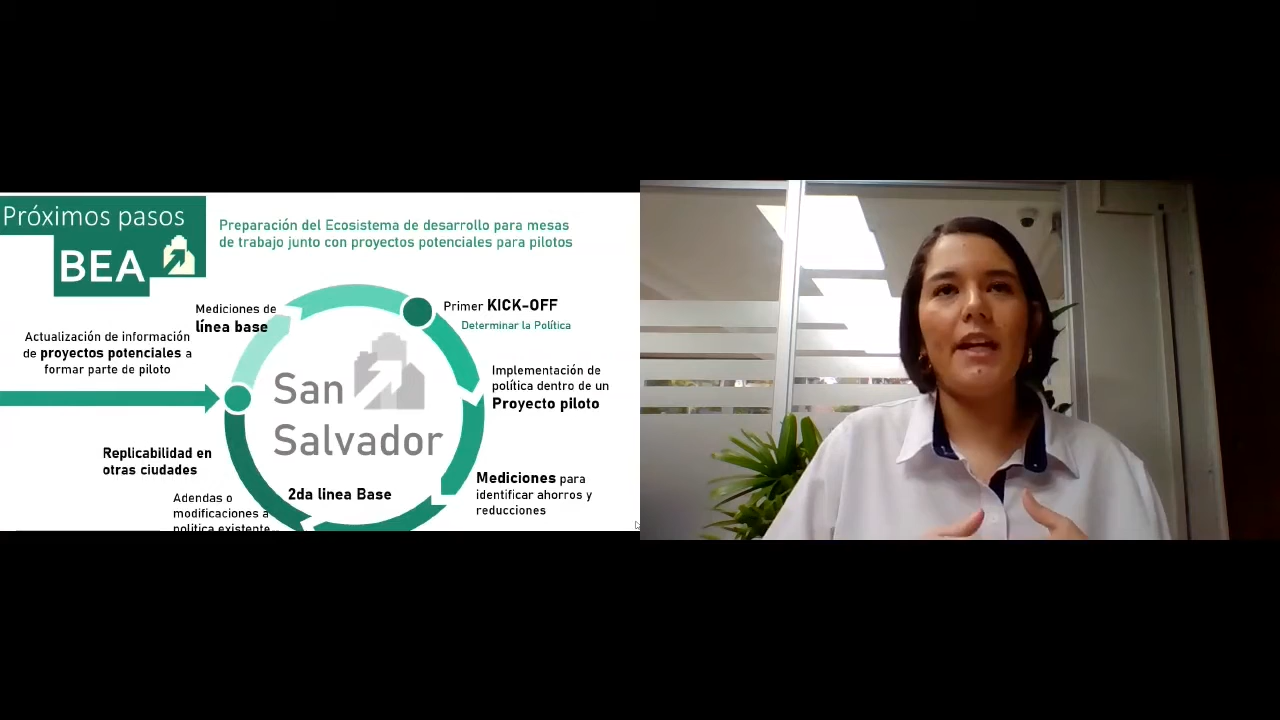 Próximos pasos
BEA
Preparación del Ecosistema de desarrollo para mesas
de trabajo junto con proyectos potenciales para pilotos
Mediciones de
línea base
Primer KICK-OFF
Determinar la Política
Actualización de información
de proyectos potenciales a
formar parte de piloto
Implementación de
política dentro de un
Proyecto piloto
San
Salvador
Replicabilidad en
otras ciudades
Mediciones para
identificar ahorros y
reducciones
2da linea Base
Adendas o
modificaciones a
política existente